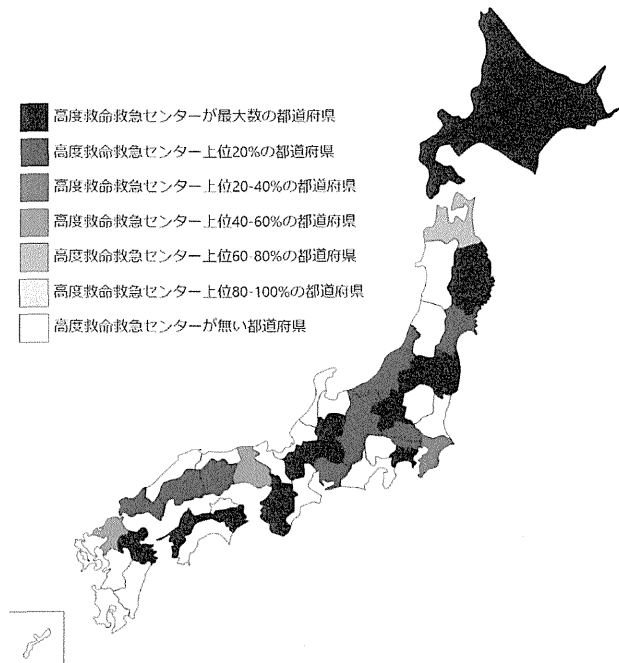 高度救命救急センターが最大数の都道府県
高度救命救急センター上位20%の都道府県
高度救命救急センター上位20-40%の都道府県
高度救命救急センター上位40-60%の都道府県
高度救命救急センター上位60-80%の都道府県
高度救命救急センター上位80-100%の都道府県
高度救命救急センターが無い都道府県